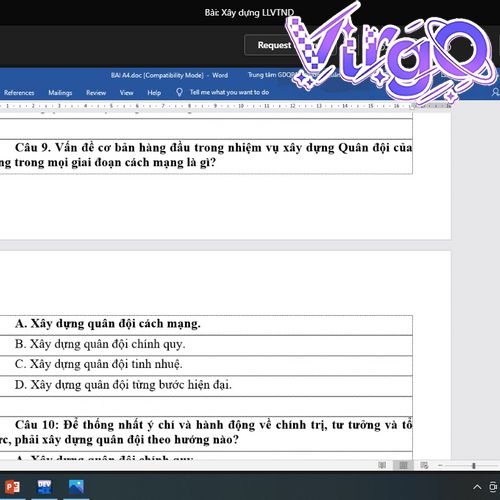 Bài: Xây dựng LLVTND
Request
VirgO
BAI A4.doc [Compatibility Mode] - Word Trung tâm GDQP
References Mailings Review View Help Tell me what you want to do
Câu 9. Vấn đề cơ bản hàng đầu trong nhiệm vụ xây dựng Quân đội của
ng trong mọi giai đoạn cách mạng là gì?
A. Xây dựng quân đội cách mạng.
B. Xây dựng quân đội chính quy.
C. Xây dựng quân đội tinh nhuệ.
D. Xây dựng quân đội từng bước hiện đại.
Câu 10: Để thống nhất ý chí và hành động về chính trị, tư tưởng và tổ
ức, phải xây dựng quân đội theo hướng nào?
A. Xây dựng quân đội chính quy
DEV